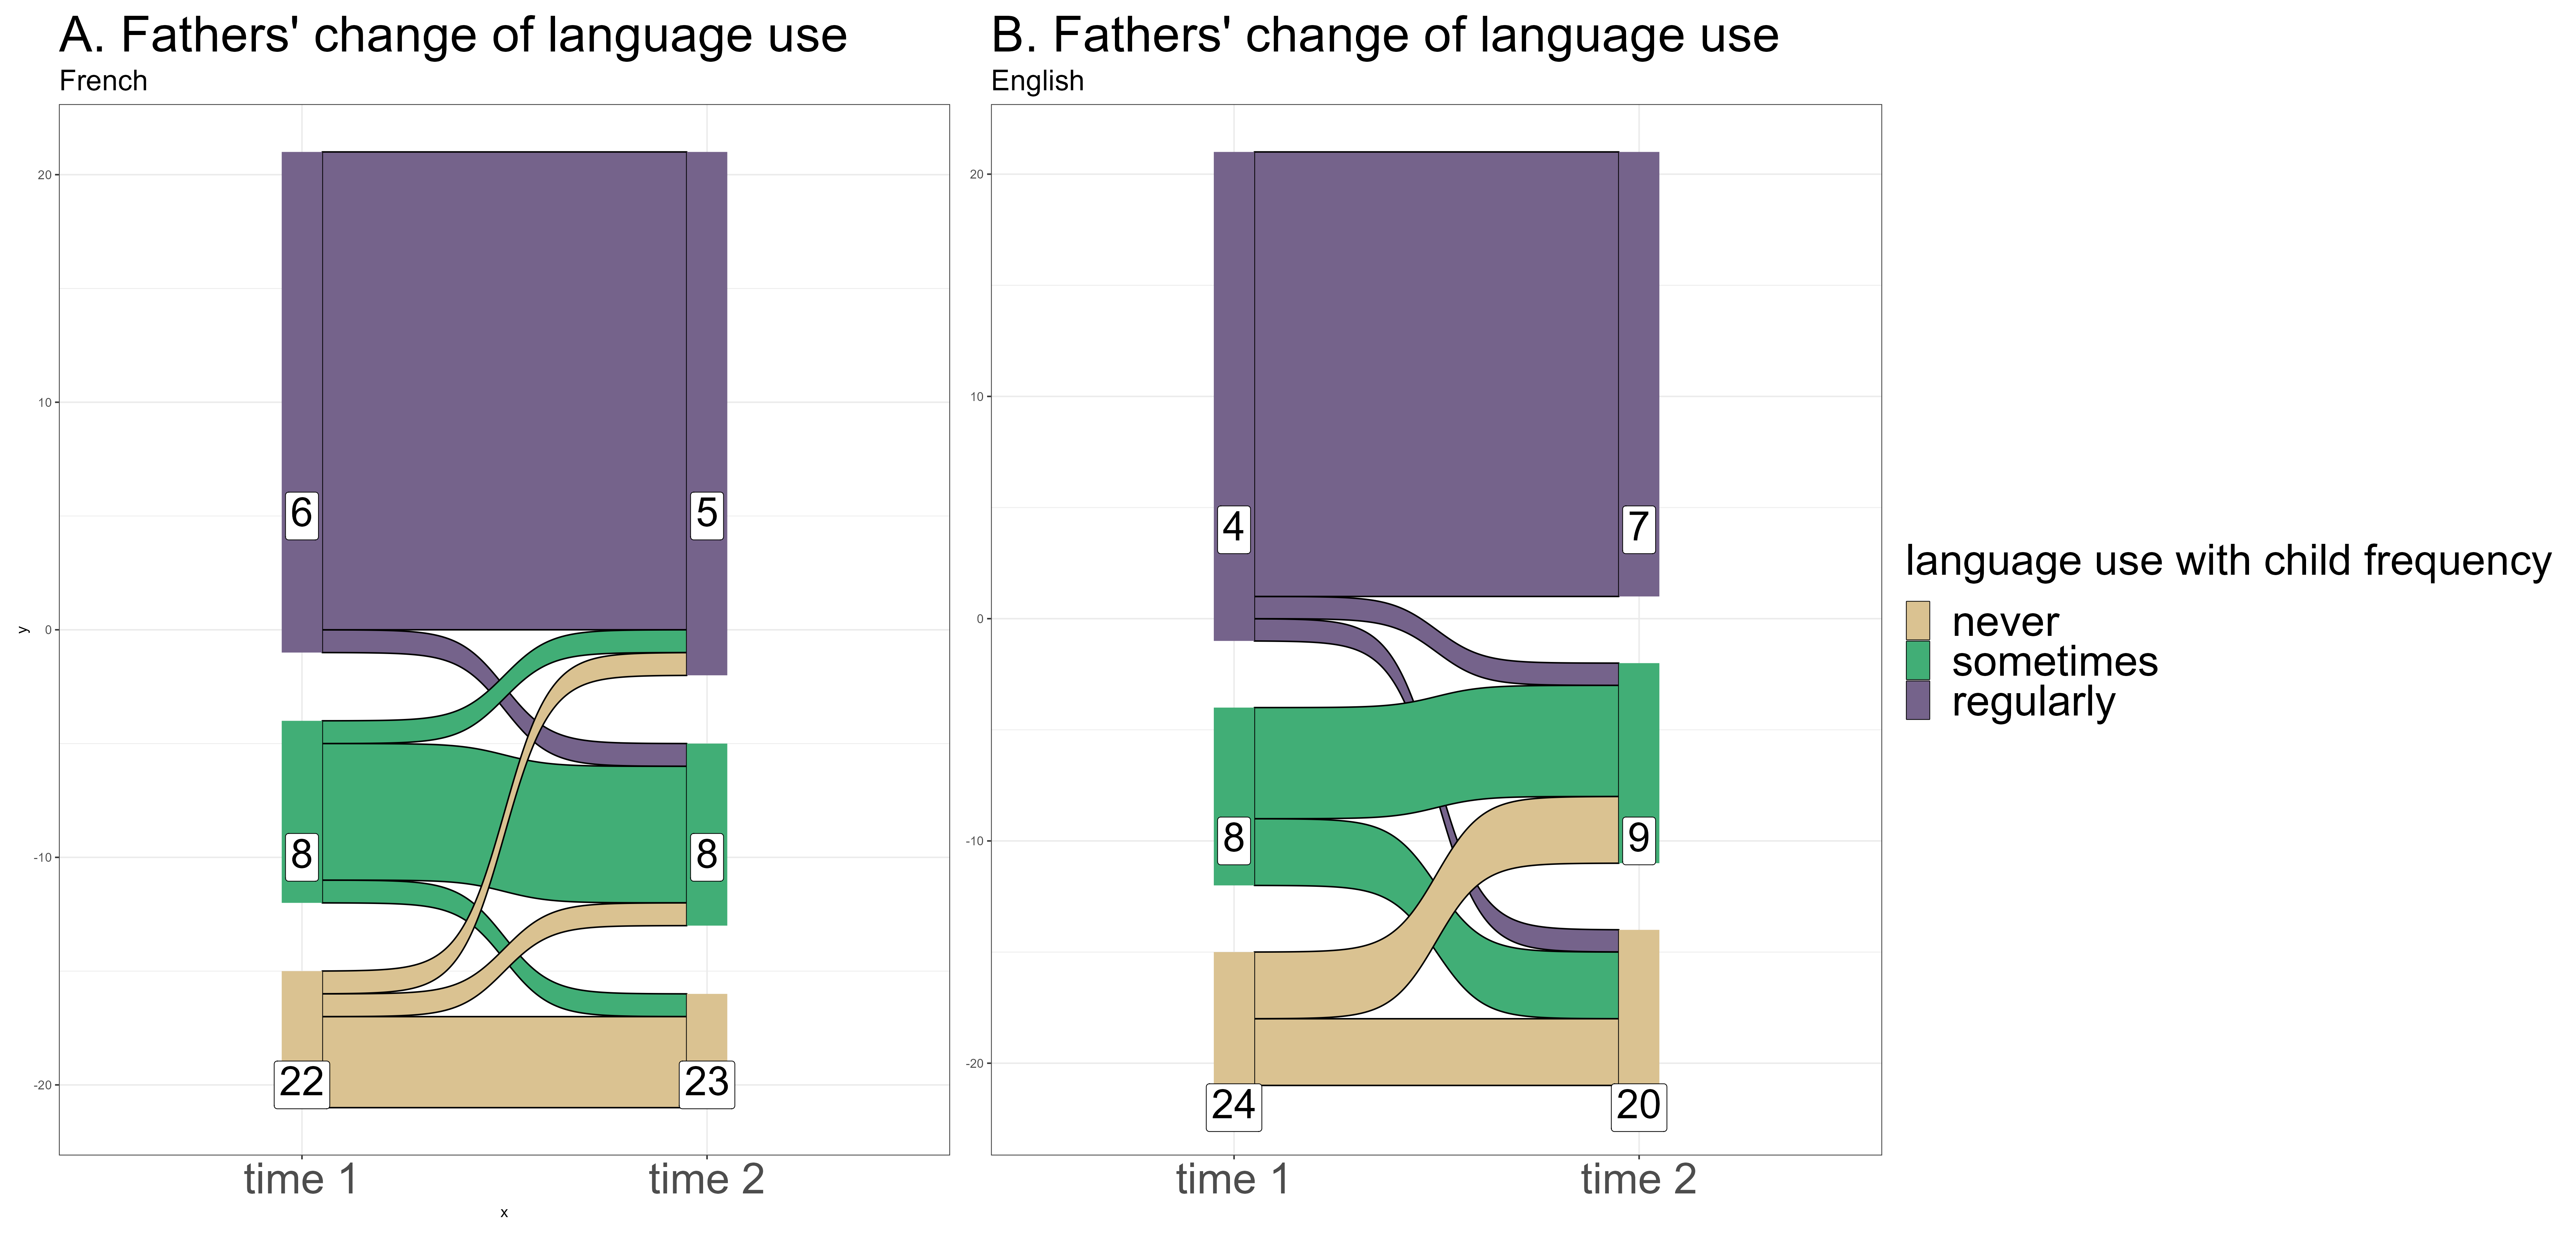 A. Fathers' change of language use
French
20
10
0
-10
-20
y
6
5
8
8
22
23
time 1
time 2
x
B. Fathers' change of language use
English
20
10
0
-10
-20
4
7
8
9
24
20
time 1
time 2
language use with child frequency
never
sometimes
regularly